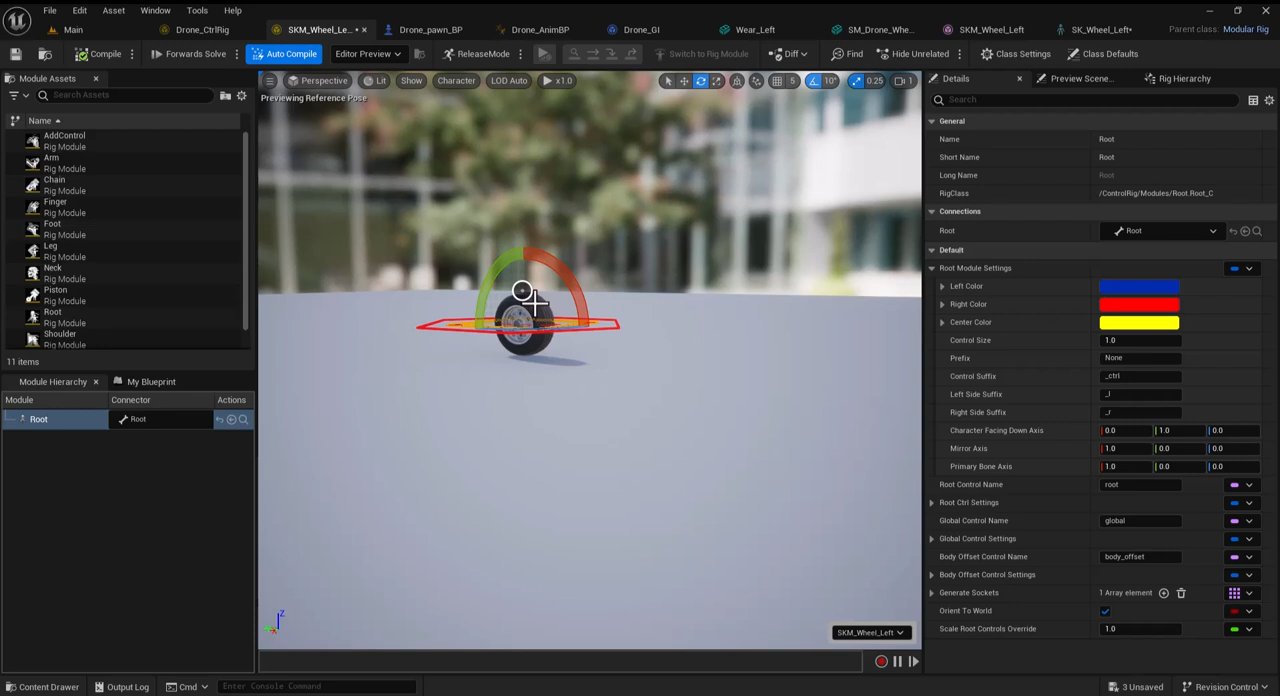 File Edit Asset Window Tools Help
Main
Drone_CtrlRig
SKM_Wheel_Le... •
Drone_pawn_BP
Drone_AnimBP
Drone_GI
Wear_Left
SM_Drone_Whe...
SKM_Wheel_Left
SK_Wheel_Left•
Parent class: Modular Rig
Compile
Forwards Solve
Auto Compile
Editor Preview
ReleaseMode
Switch to Rig Module
Diff
Find
Hide Unrelated
Class Settings
Class Defaults
Module Assets
Search Assets
Name
AddControl
Rig Module
Arm
Rig Module
Chain
Rig Module
Finger
Rig Module
Foot
Rig Module
Leg
Rig Module
Neck
Rig Module
Piston
Rig Module
Root
Rig Module
Shoulder
Rig Module
11 items
Module Hierarchy
My Blueprint
Module Connector Actions
Root Root
Perspective Lit Show Character LOD Auto x1.0
5 10° 0.25 1
Previewing Reference Pose
Z
SKM_Wheel_Left
Details
Preview Scene...
Rig Hierarchy
Search
General
Name Root
Short Name Root
Long Name Root
RigClass /ControlRig/Modules/Root.Root_C
Connections
Root Root
Default
Root Module Settings
Left Color
Right Color
Center Color
Control Size 1.0
Prefix None
Control Suffix _ctrl
Left Side Suffix _l
Right Side Suffix _r
Character Facing Down Axis 0.0 1.0 0.0
Mirror Axis 1.0 0.0 0.0
Primary Bone Axis 1.0 0.0 0.0
Root Control Name root
Root Ctrl Settings
Global Control Name global
Global Control Settings
Body Offset Control Name body_offset
Body Offset Control Settings
Generate Sockets 1 Array element
Orient To World
Scale Root Controls Override 1.0
Content Drawer
Output Log
Cmd
Enter Console Command
3 Unsaved
Revision Control